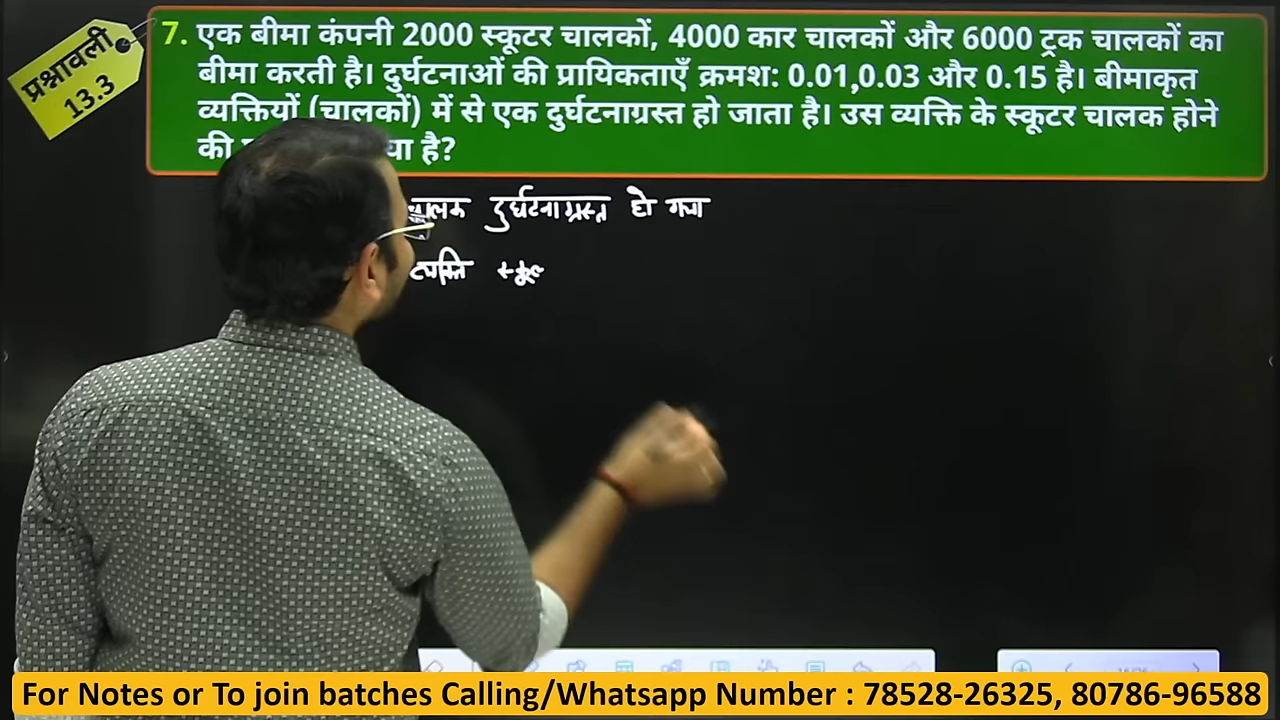 प्रश्नावली
13.3
7. एक बीमा कंपनी 2000 स्कूटर चालकों, 4000 कार चालकों और 6000 ट्रक चालकों का
बीमा करती है। दुर्घटनाओं की प्रायिकताएँ क्रमश: 0.01,0.03 और 0.15 है। बीमाकृत
व्यक्तियों (चालकों) में से एक दुर्घटनाग्रस्त हो जाता है। उस व्यक्ति के स्कूटर चालक होने
की है?
चालक दुर्घटनाग्रस्त हो गया
व्यक्ति
For Notes or To join batches Calling/Whatsapp Number : 78528-26325, 80786-96588